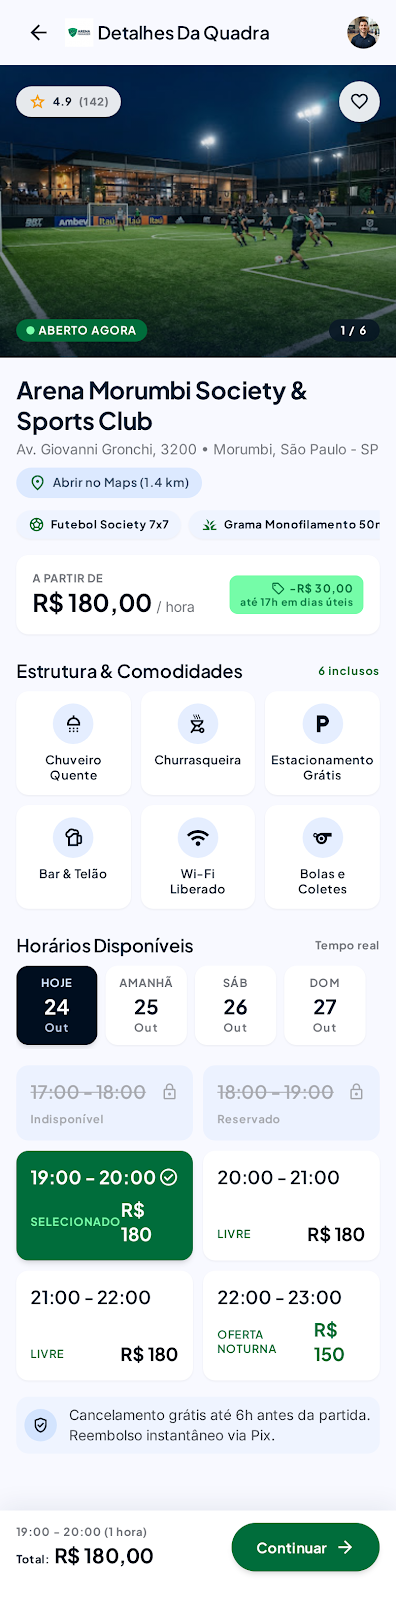 Detalhes Da Quadra
4.9 (142)
BBT Ambev Itaú Itaú
ABERTO AGORA
1 / 6
Arena Morumbi Society &
Sports Club
Av. Giovanni Gronchi, 3200 • Morumbi, São Paulo - SP
Abrir no Maps (1.4 km)
Futebol Society 7x7
Grama Monofilamento 50m
A PARTIR DE
R$ 180,00 / hora
-R$ 30,00
até 17h em dias úteis
Estrutura & Comodidades
6 inclusos
Chuveiro
Quente
Churrasqueira
P
Estacionamento
Grátis
Bar & Telão
Wi-Fi
Liberado
Bolas e
Coletes
Horários Disponíveis
Tempo real
HOJE
24
Out
AMANHÃ
25
Out
SÁB
26
Out
DOM
27
Out
17:00 - 18:00
Indisponível
18:00 - 19:00
Reservado
19:00 - 20:00
SELECIONADO
R$
180
20:00 - 21:00
LIVRE
R$ 180
21:00 - 22:00
LIVRE
R$ 180
22:00 - 23:00
OFERTA
NOTURNA
R$
150
Cancelamento grátis até 6h antes da partida.
Reembolso instantâneo via Pix.
19:00 - 20:00 (1 hora)
Total: R$ 180,00
Continuar